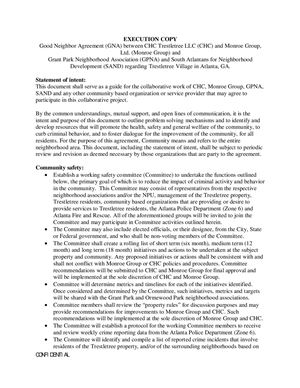 EXECUTION COPY
Good Neighbor Agreement (GNA) between CHC Trestletree LLC (CHC) and Monroe Group,
Ltd. (Monroe Group) and
Grant Park Neighborhood Association (GPNA) and South Atlantans for Neighborhood
Development (SAND) regarding Trestletree Village in Atlanta, GA.
Statement of intent:
This document shall serve as a guide for the collaborative work of CHC, Monroe Group, GPNA,
SAND and any other community based organization or service provider that may agree to
participate in this collaborative project.
By the common understandings, mutual support, and open lines of communication, it is the
intent and purpose of this document to outline problem solving mechanisms and to identify and
develop resources that will promote the health, safety and general welfare of the community, to
curb criminal behavior, and to foster dialogue for the improvement of the community, for all
residents. For the purpose of this agreement, Community means and refers to the entire
neighborhood area. This document, including the statement of intent, shall be subject to periodic
review and revision as deemed necessary by those organizations that are party to the agreement.
Community safety:
• Establish a working safety committee (Committee) to undertake the functions outlined
below, the primary goal of which is to reduce the impact of criminal activity and behavior
in the community. This Committee may consist of representatives from the respective
neighborhood associations and/or the NPU, management of the Trestletree property,
Trestletree residents, community based organizations that are providing or desire to
provide services to Trestletree residents, the Atlanta Police Department (Zone 6) and
Atlanta Fire and Rescue. All of the aforementioned groups will be invited to join the
Committee and may participate in Committee activities outlined herein.
• The Committee may also include elected officials, or their designee, from the City, State
or Federal government, and who shall be non-voting members of the Committee.
• The Committee shall create a rolling list of short term (six month), medium term (12
month) and long term (18 month) initiatives and actions to be undertaken at the subject
property and community. Any proposed initiatives or actions shall be consistent with and
shall not conflict with Monroe Group or CHC policies and procedures. Committee
recommendations will be submitted to CHC and Monroe Group for final approval and
will be implemented at the sole discretion of CHC and Monroe Group.
• Committee will determine metrics and timelines for each of the initiatives identified.
Once considered and determined by the Committee, such initiatives, metrics and targets
will be shared with the Grant Park and Ormewood Park neighborhood associations.
• Committee members shall review the "property rules" for discussion purposes and may
provide recommendations for improvements to Monroe Group and CHC. Such
recommendations will be implemented at the sole discretion of Monroe Group and CHC.
• The Committee will establish a protocol for the working Committee members to receive
and review weekly crime reporting data from the Atlanta Police Department (Zone 6).
• The Committee will identify and compile a list of reported crime incidents that involve
residents of the Trestletree property, and/or of the surrounding neighborhoods based on
CONFIDENTIAL